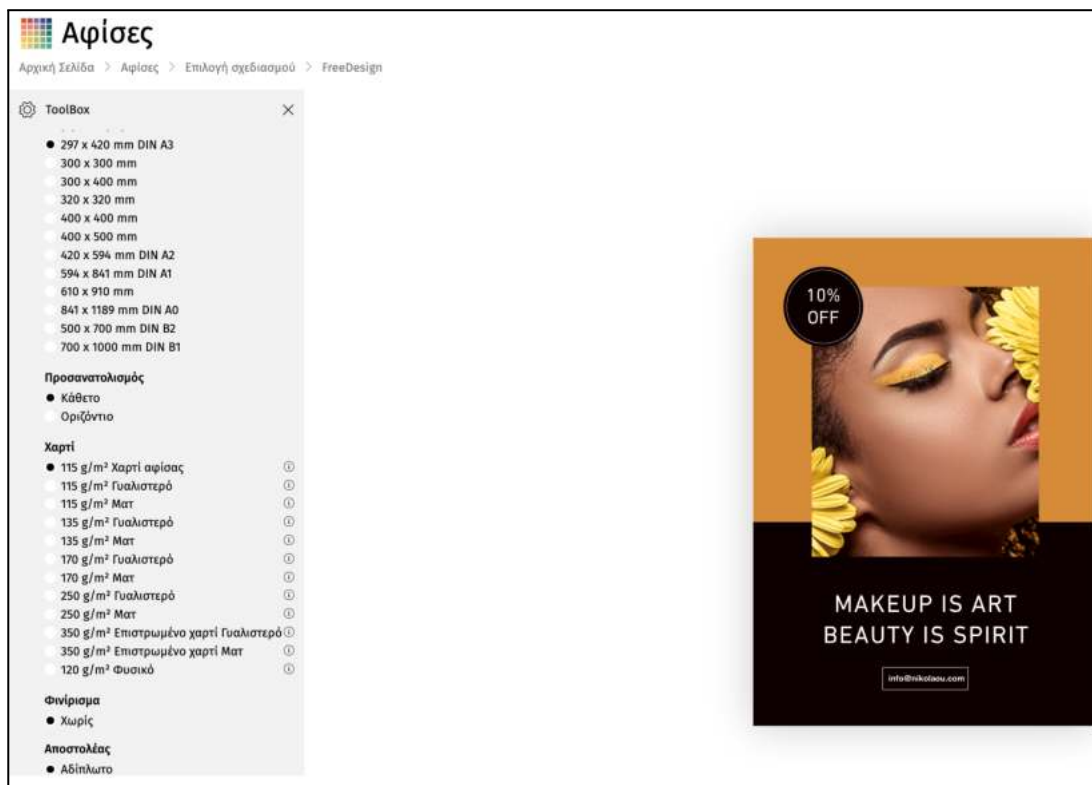 Αφίσες
Αρχική Σελίδα > Αφίσες > Επιλογή σχεδιασμού > FreeDesign
ToolBox
297 x 420 mm DIN A3
300 x 300 mm
300 x 400 mm
320 x 320 mm
400 x 400 mm
400 x 500 mm
420 x 594 mm DIN A2
594 x 841 mm DIN A1
610 x 910 mm
841 x 1189 mm DIN A0
500 x 700 mm DIN B2
700 x 1000 mm DIN B1
Προσανατολισμός
Κάθετο
Οριζόντιο
Χαρτί
115 g/m² Χαρτί αφίσας
115 g/m² Γυαλιστερό
115 g/m² Ματ
135 g/m² Γυαλιστερό
135 g/m² Ματ
170 g/m² Γυαλιστερό
170 g/m² Ματ
250 g/m² Γυαλιστερό
250 g/m² Ματ
350 g/m² Επιστρωμένο χαρτί Γυαλιστερό
350 g/m² Επιστρωμένο χαρτί Ματ
120 g/m² Φυσικό
Φινίρισμα
Χωρίς
Αποστολέας
Αδίπλωτο
10%
OFF
MAKEUP IS ART
BEAUTY IS SPIRIT
info@nikolaou.com